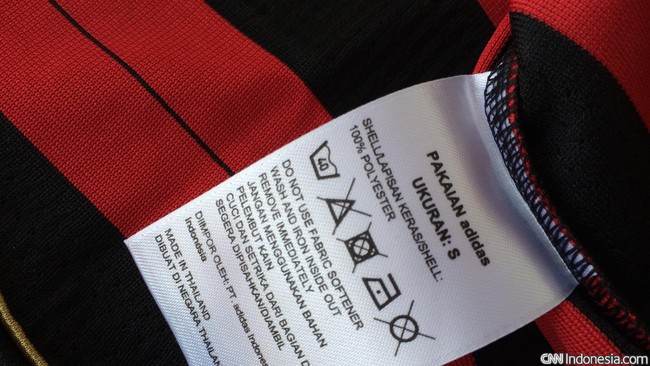 PAKAIAN adidas
UKURAN: S
SHELL/LAPISAN KERAS/SHELL:
100% POLYESTER
40
DO NOT USE FABRIC SOFTENER
WASH AND IRON INSIDE OUT
REMOVE IMMEDIATELY
JANGAN MENGGUNAKAN BAHAN
PELEMBUT KAIN
CUCI DAN SETRIKA DARI BAGIAN D
SEGERA DIPISAHKAN/DIAMBIL
DIIMPOR OLEH: PT. adidas Indones
Indonesia
MADE IN THAILAND
DIBUAT DI NEGARA THAILAND
CNN Indonesia.com